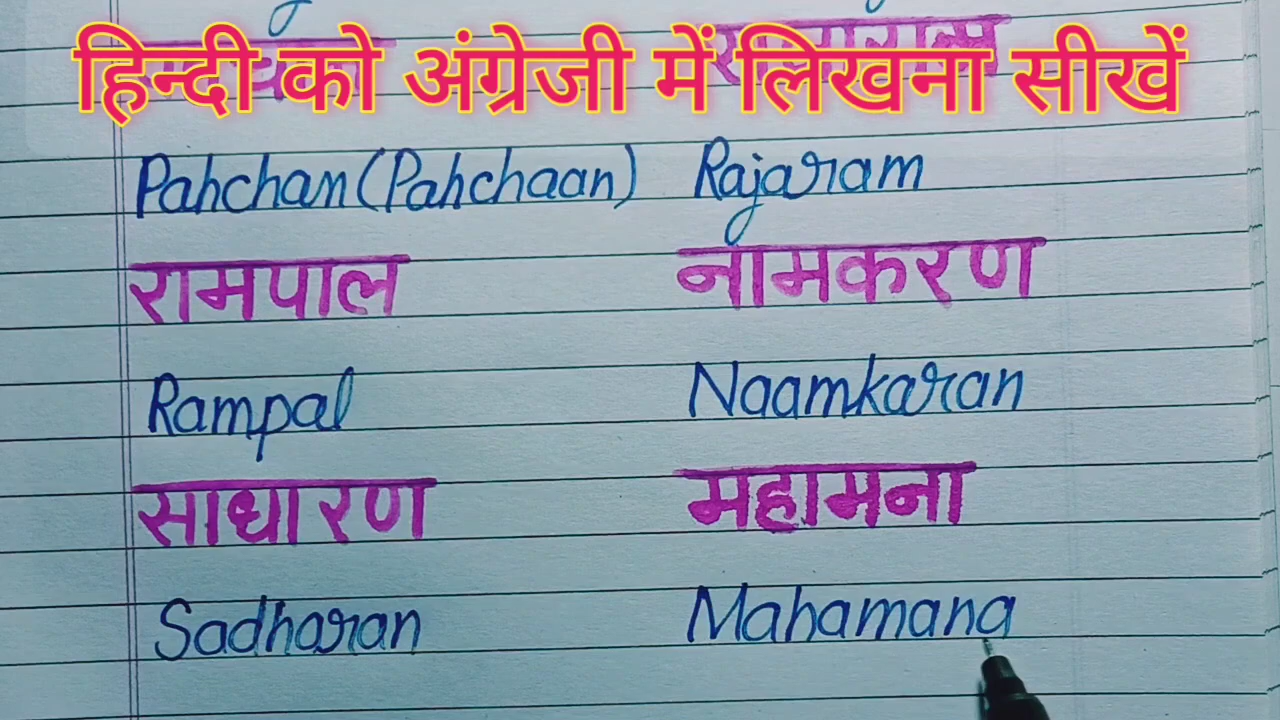 हिन्दी को अंग्रेजी में लिखना सीखें
Pahchan (Pahchaan) Rajaram
रामपाल नामकरण
Rampal Naamkaran
साधारण महामना
Sadharan Mahamana